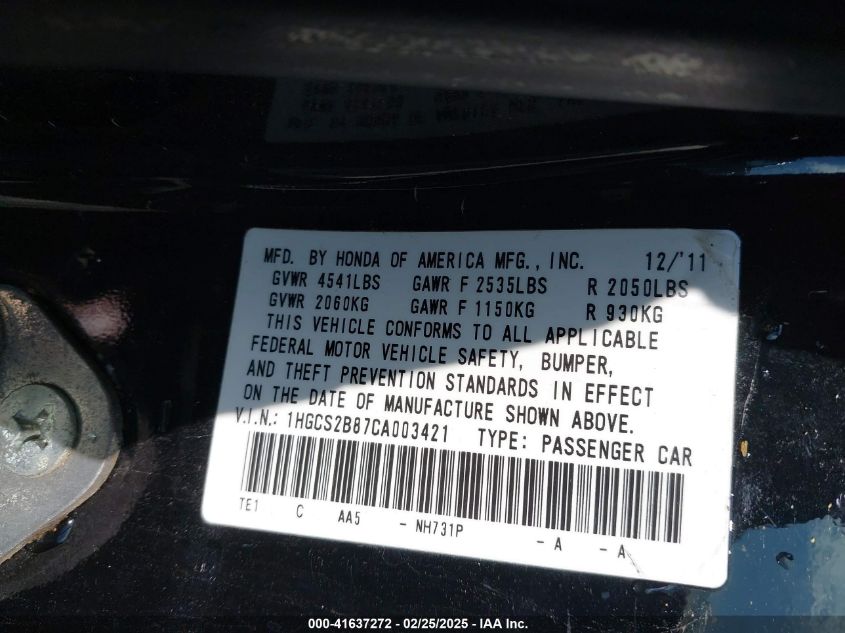 MFD. BY HONDA OF AMERICA MFG., INC. 12/'11
GVWR 4541LBS GAWR F 2535LBS R 2050LBS
GVWR 2060KG GAWR F 1150KG R 930KG
THIS VEHICLE CONFORMS TO ALL APPLICABLE
FEDERAL MOTOR VEHICLE SAFETY, BUMPER,
AND THEFT PREVENTION STANDARDS IN EFFECT
ON THE DATE OF MANUFACTURE SHOWN ABOVE.
V.I.N.: 1HGCS2B87CA003421 TYPE: PASSENGER CAR
TE1 C AA5 - NH731P - A - A
000-41637272 - 02/25/2025 - IAA Inc.